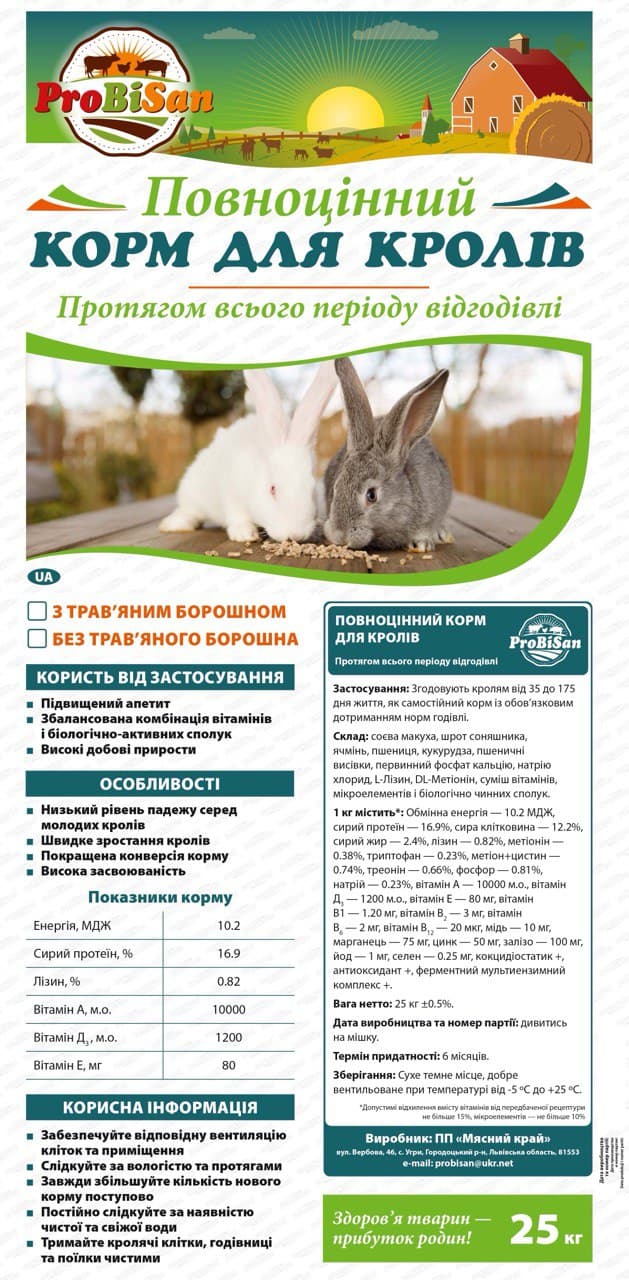 ProBiSan
Повноцінний
КОРМ ДЛЯ КРОЛІВ
Протягом всього періоду відгодівлі
UA
З ТРАВ’ЯНИМ БОРОШНОМ
БЕЗ ТРАВ’ЯНОГО БОРОШНА
КОРИСТЬ ВІД ЗАСТОСУВАННЯ
Підвищений апетит
Збалансована комбінація вітамінів
і біологічно-активних сполук
Високі добові прирости
ОСОБЛИВОСТІ
Низький рівень падежу серед
молодих кролів
Швидке зростання кролів
Покращена конверсія корму
Висока засвоюваність
Показники корму
Енергія, МДЖ 10.2
Сирий протеїн, % 16.9
Лізин, % 0.82
Вітамін А, м.о. 10000
Вітамін Д₃, м.о. 1200
Вітамін Е, мг 80
КОРИСНА ІНФОРМАЦІЯ
Забезпечуйте відповідну вентиляцію
кліток та приміщення
Слідкуйте за вологістю та протягами
Завжди збільшуйте кількість нового
корму поступово
Постійно слідкуйте за наявністю
чистої та свіжої води
Тримайте кролячі клітки, годівниці
та поїлки чистими
ПОВНОЦІННИЙ КОРМ
ДЛЯ КРОЛІВ
Протягом всього періоду відгодівлі
ProBiSan
Застосування: Згодовують кролям від 35 до 175
дня життя, як самостійний корм із обов’язковим
дотриманням норм годівлі.
Склад: соєва макуха, шрот соняшника,
ячмінь, пшениця, кукурудза, пшеничні
висівки, первинний фосфат кальцію, натрію
хлорид, L-Лізин, DL-Метіонін, суміш вітамінів,
мікроелементів і біологічно чинних сполук.
1 кг містить*: Обмінна енергія — 10.2 МДЖ,
сирий протеїн — 16.9%, сира клітковина — 12.2%,
сирий жир — 2.4%, лізин — 0.82%, метіонін —
0.38%, триптофан — 0.23%, метіон+цистин —
0.74%, треонін — 0.66%, фосфор — 0.81%,
натрій — 0.23%, вітамін А — 10000 м.о., вітамін
Д₃ — 1200 м.о., вітамін Е — 80 мг, вітамін
В1 — 1.20 мг, вітамін В₂ — 3 мг, вітамін
В₆ — 2 мг, вітамін В₁₂ — 20 мкг, мідь — 10 мг,
марганець — 75 мг, цинк — 50 мг, залізо — 100 мг,
йод — 1 мг, селен — 0.25 мг, кокцидіостатик +,
антиоксидант +, ферментний мультиензимний
комплекс +.
Вага нетто: 25 кг ±0.5%.
Дата виробництва та номер партії: дивитись
на мішку.
Термін придатності: 6 місяців.
Зберігання: Сухе темне місце, добре
вентильоване при температурі від -5 ºС до +25 ºС.
*Допустимі відхилення вмісту вітамінів від передбаченої рецептури
не більше 15%, мікроелементів — не більше 10%
Виробник: ПП «Мясний край»
вул. Вербова, 46, с. Угри, Городоцький р-н, Львівська область, 81553
e-mail: probisan@ukr.net
Дата виробництва
та номер партії:
Здоров’я тварин —
прибуток родин!
25 кг